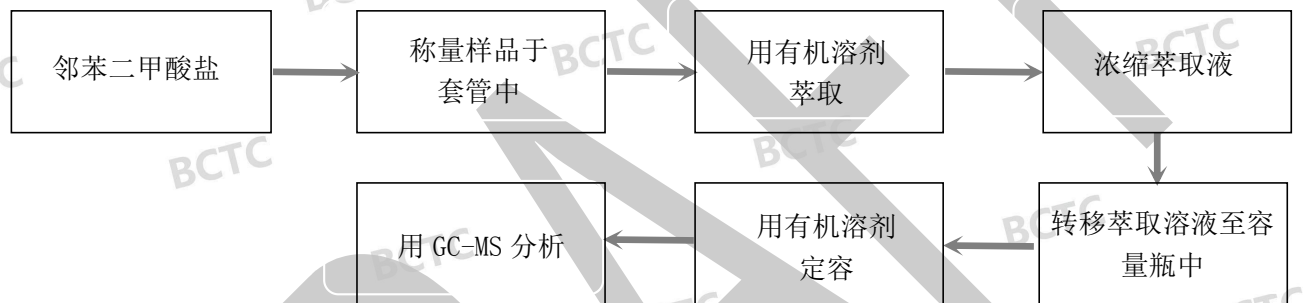 邻苯二甲酸盐
称量样品于
套管中
用有机溶剂
萃取
浓缩萃取液
转移萃取溶液至容
量瓶中
用有机溶剂
定容
用 GC-MS 分析
BCTC
BCTC
BCTC
BCTC
BCTC
BCTC